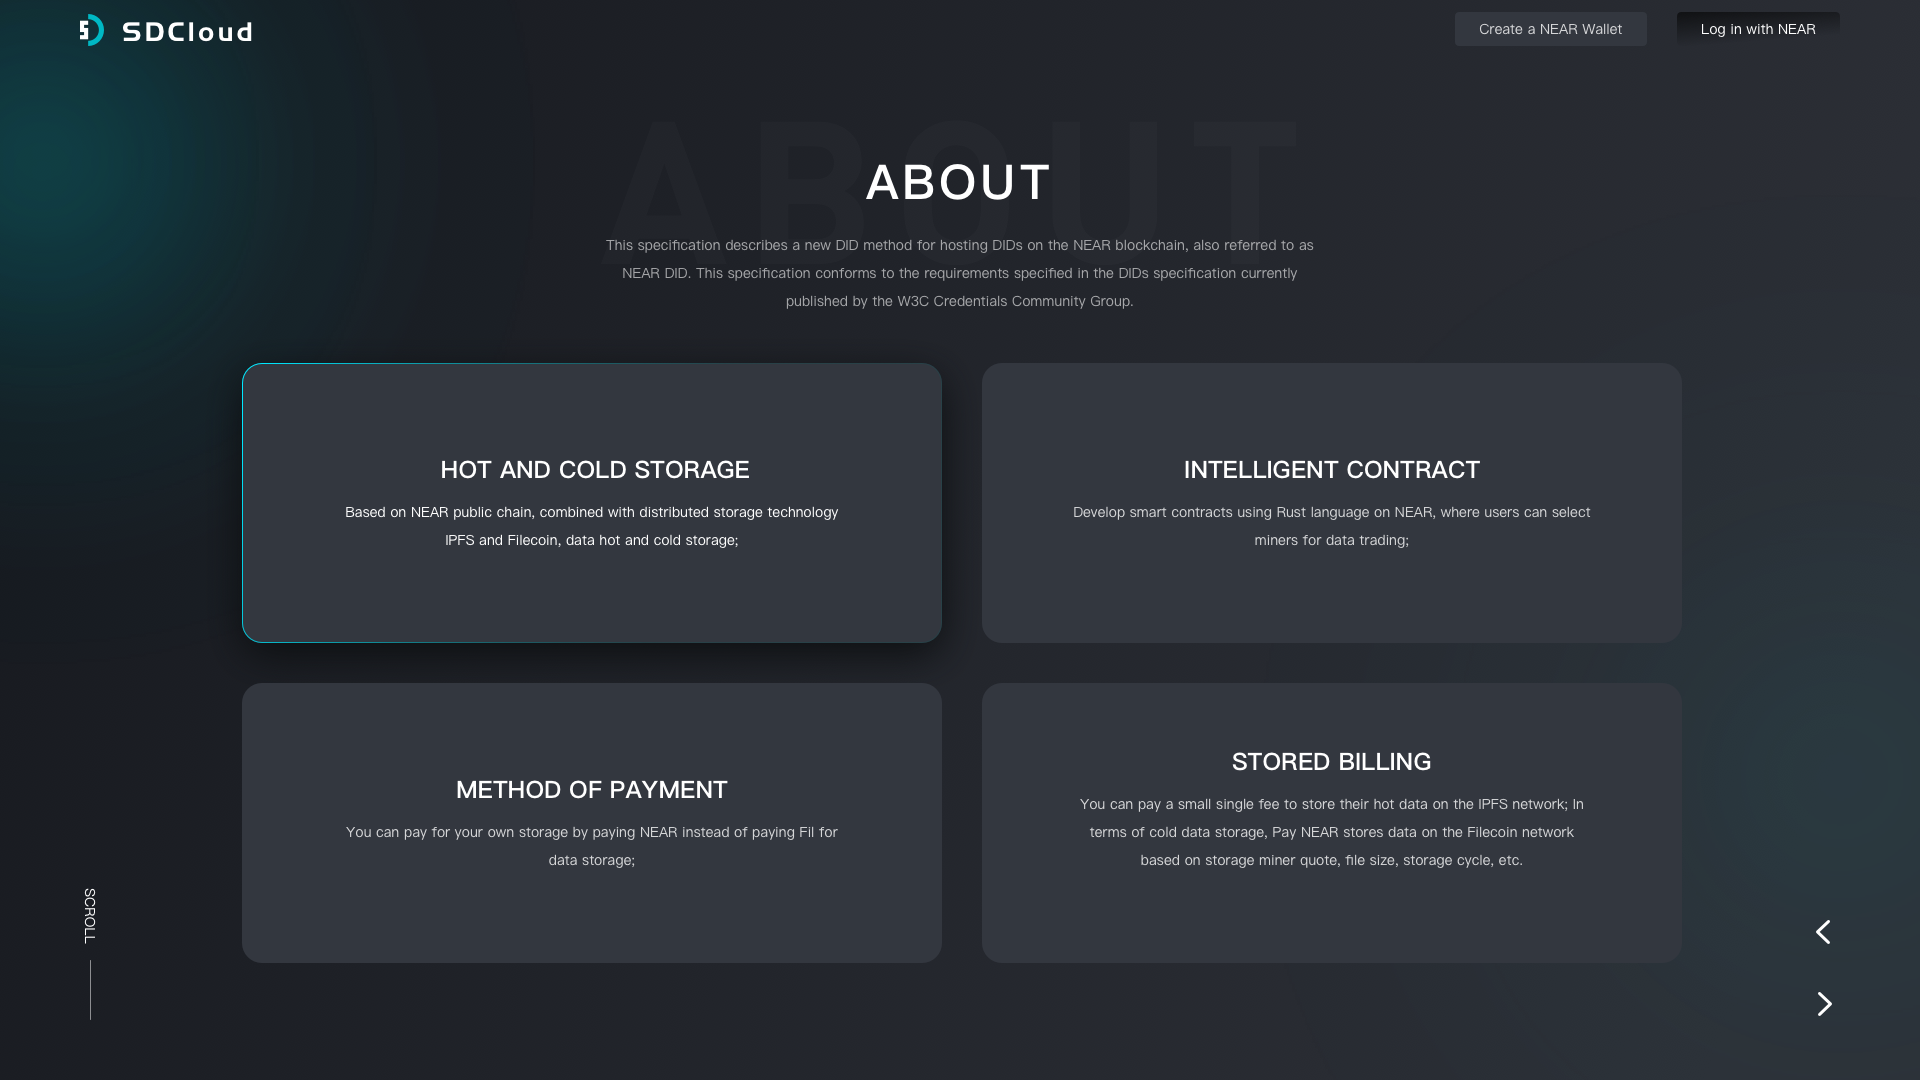 SDCloud
Create a NEAR Wallet
Log in with NEAR
ABOUT
ABOUT
This specification describes a new DID method for hosting DIDs on the NEAR blockchain, also referred to as
NEAR DID. This specification conforms to the requirements specified in the DIDs specification currently
published by the W3C Credentials Community Group.
HOT AND COLD STORAGE
Based on NEAR public chain, combined with distributed storage technology
IPFS and Filecoin, data hot and cold storage;
INTELLIGENT CONTRACT
Develop smart contracts using Rust language on NEAR, where users can select
miners for data trading;
METHOD OF PAYMENT
You can pay for your own storage by paying NEAR instead of paying Fil for
data storage;
STORED BILLING
You can pay a small single fee to store their hot data on the IPFS network; In
terms of cold data storage, Pay NEAR stores data on the Filecoin network
based on storage miner quote, file size, storage cycle, etc.
SCROLL